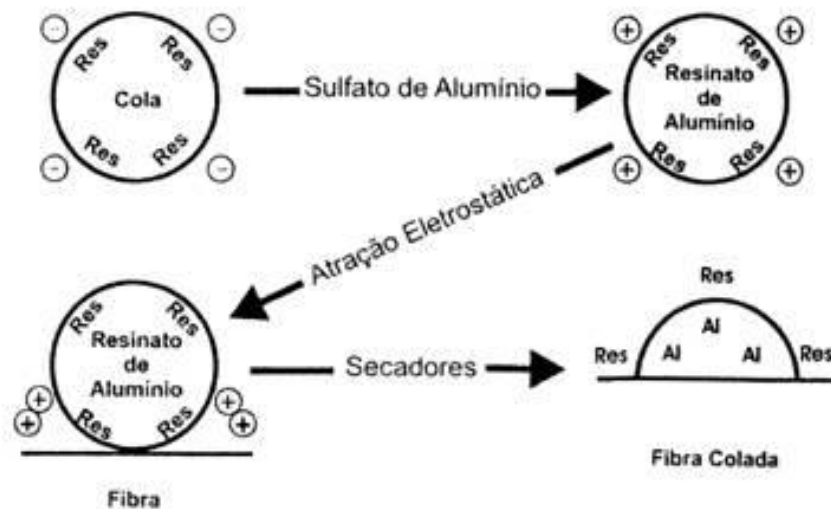 − −
Res Res
Cola
Res Res
− −
Sulfato de Alumínio
+ +
Res Res
Resinato
de
Alumínio
Res Res
+ +
Atração Eletrostática
Res Res
Resinato
de
Alumínio
+ + + +
Res Res
Fibra
Secadores
Res
Al
Res Al Al Res
Fibra Colada